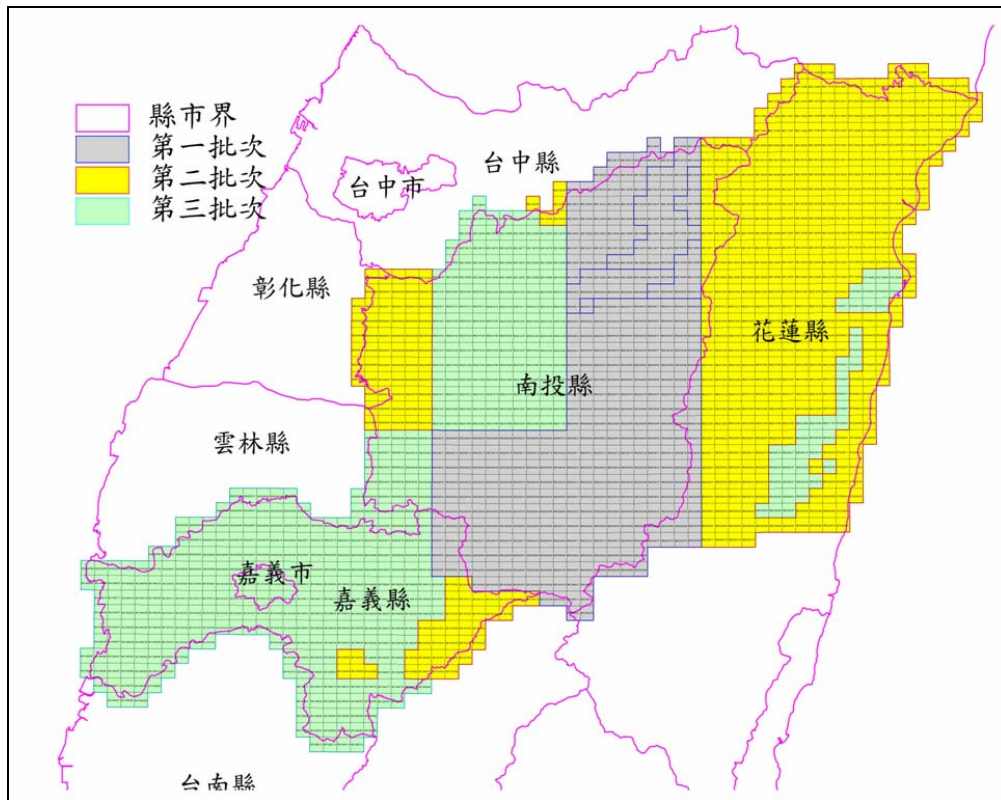 縣市界
第一批次
第二批次
第三批次
台中縣
台中市
彰化縣
花蓮縣
南投縣
雲林縣
嘉義市
嘉義縣
台南縣